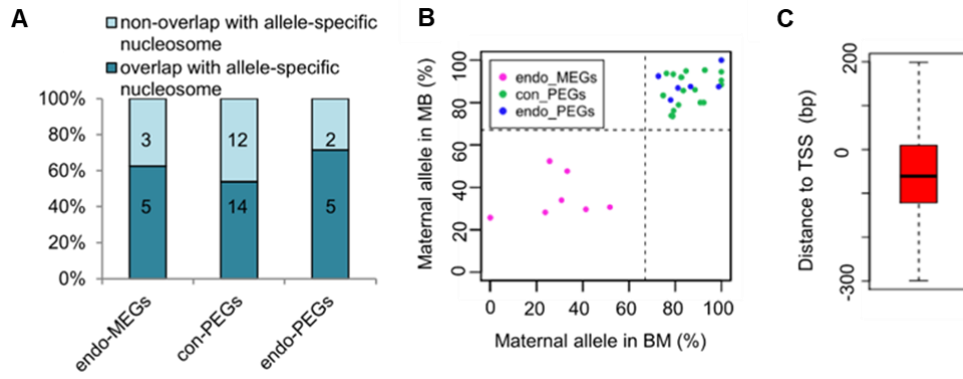 A
non-overlap with allele-specific
nucleosome
overlap with allele-specific
nucleosome
100%
80%
60%
40%
20%
0%
3
12
2
5
14
5
endo-MEGs
con-PEGs
endo-PEGs
B
Maternal allele in MB (%)
100
80
60
40
20
0
endo_MEGs
con_PEGs
endo_PEGs
0
20
40
60
80
100
Maternal allele in BM (%)
C
Distance to TSS (bp)
200
0
-300